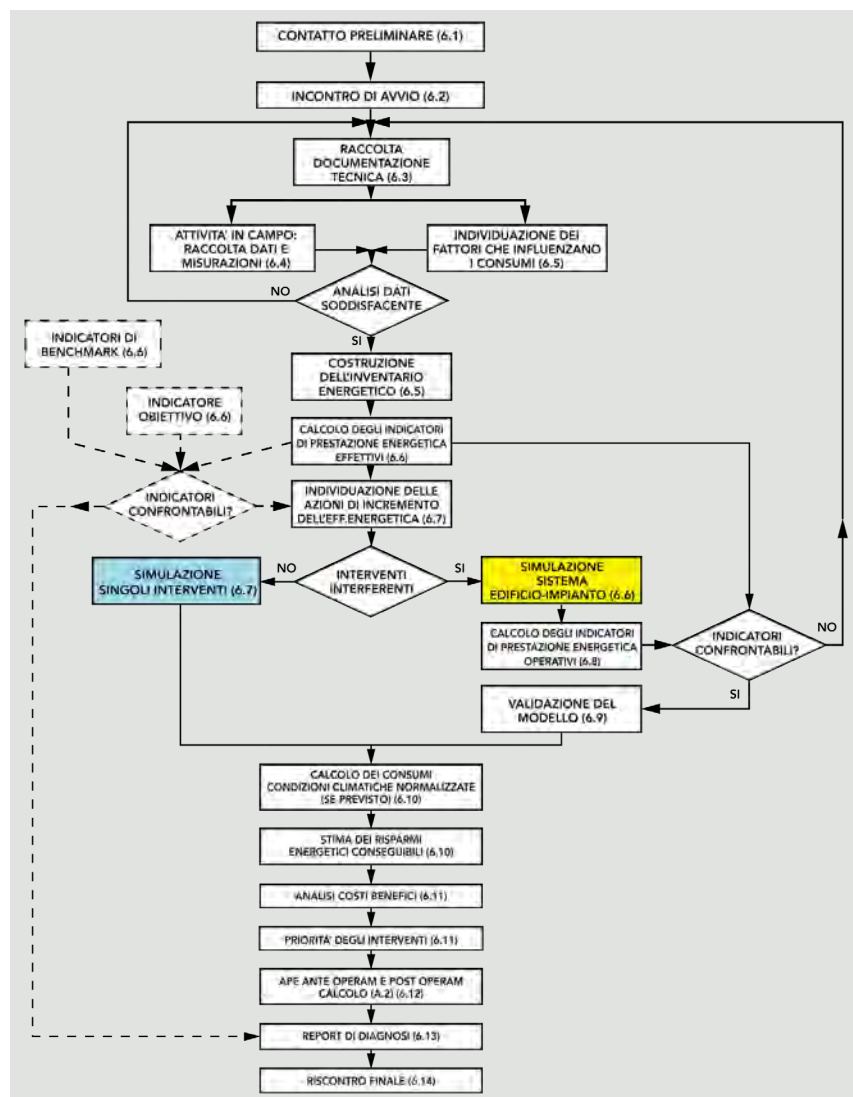 CONTATTO PRELIMINARE (6.1)
INCONTRO DI AVVIO (6.2)
RACCOLTA
DOCUMENTAZIONE
TECNICA (6.3)
ATTIVITA' IN CAMPO:
RACCOLTA DATI E
MISURAZIONI (6.4)
INDIVIDUAZIONE DEI
FATTORI CHE INFLUENZANO
I CONSUMI (6.5)
NO
ANALISI DATI
SODDISFACENTE
SI
INDICATORI DI
BENCHMARK (6.6)
COSTRUZIONE
DELL'INVENTARIO
ENERGETICO (6.5)
INDICATORE
OBIETTIVO (6.6)
CALCOLO DEGLI INDICATORI
DI PRESTAZIONE ENERGETICA
EFFETTIVI (6.6)
INDICATORI
CONFRONTABILI?
INDIVIDUAZIONE DELLE
AZIONI DI INCREMENTO
DELL'EFF.ENERGETICA (6.7)
SIMULAZIONE
SINGOLI INTERVENTI (6.7)
NO
INTERVENTI
INTERFERENTI
SI
SIMULAZIONE
SISTEMA
EDIFICIO-IMPIANTO (6.6)
CALCOLO DEGLI INDICATORI
DI PRESTAZIONE ENERGETICA
OPERATIVI (6.8)
INDICATORI
CONFRONTABILI?
NO
SI
VALIDAZIONE DEL
MODELLO (6.9)
CALCOLO DEI CONSUMI
CONDIZIONI CLIMATICHE NORMALIZZATE
(SE PREVISTO) (6.10)
STIMA DEI RISPARMI
ENERGETICI CONSEGUIBILI (6.10)
ANALISI COSTI BENEFICI (6.11)
PRIORITA' DEGLI INTERVENTI (6.11)
APE ANTE OPERAM E POST OPERAM
CALCOLO (A.2) (6.12)
REPORT DI DIAGNOSI (6.13)
RISCONTRO FINALE (6.14)